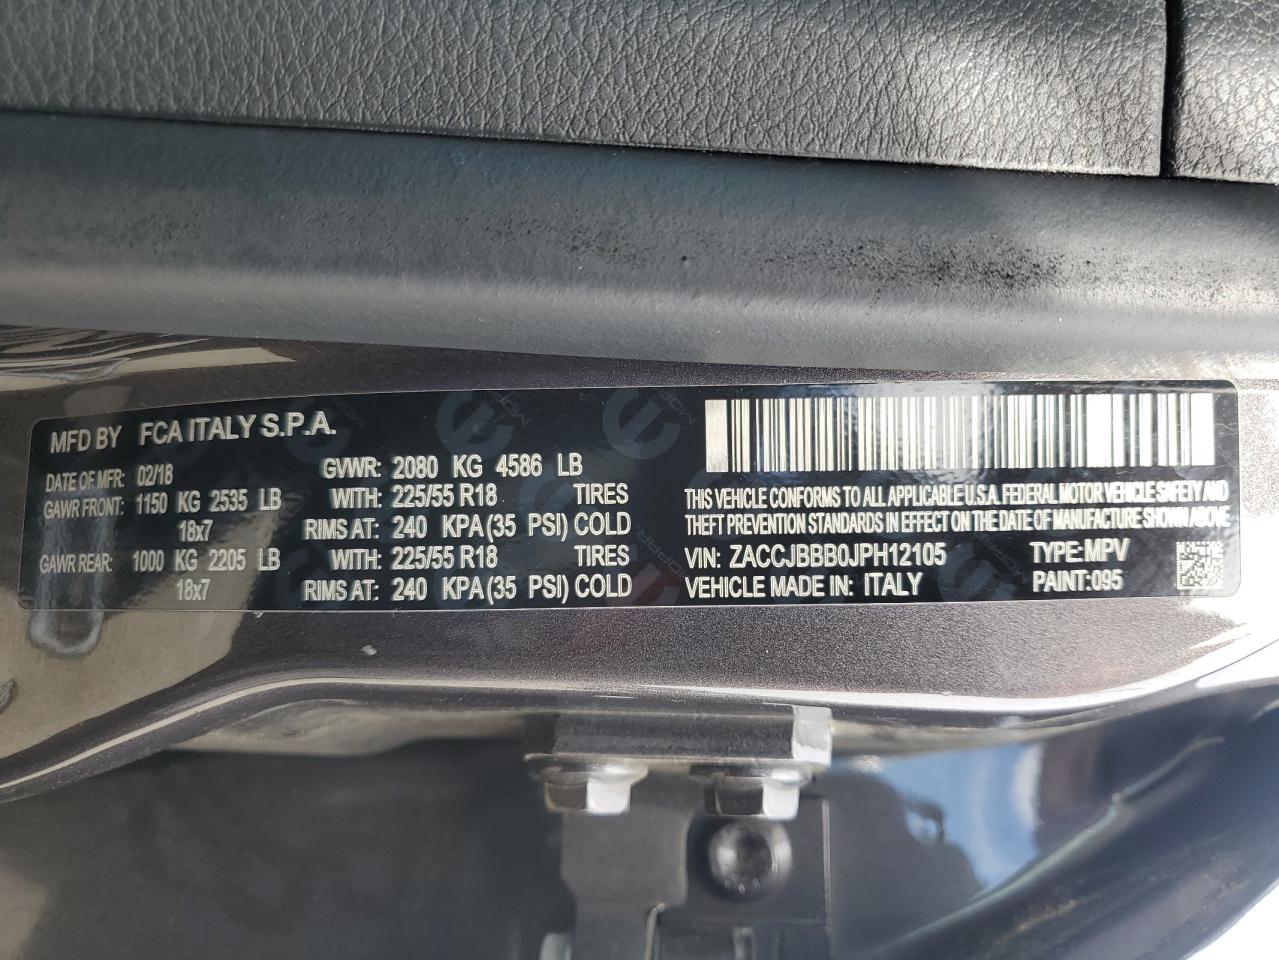 MFD BY FCA ITALY S.P.A.
DATE OF MFR: 02/18 GVWR: 2080 KG 4586 LB
GAWR FRONT: 1150 KG 2535 LB WITH: 225/55 R18 TIRES
18x7 RIMS AT: 240 KPA(35 PSI) COLD
GAWR REAR: 1000 KG 2205 LB WITH: 225/55 R18 TIRES
18x7 RIMS AT: 240 KPA(35 PSI) COLD
THIS VEHICLE CONFORMS TO ALL APPLICABLE U.S.A. FEDERAL MOTOR VEHICLE SAFETY AND
THEFT PREVENTION STANDARDS IN EFFECT ON THE DATE OF MANUFACTURE SHOWN ABOVE
VIN: ZACCJBBB0JPH12105 TYPE: MPV
VEHICLE MADE IN: ITALY PAINT: 095